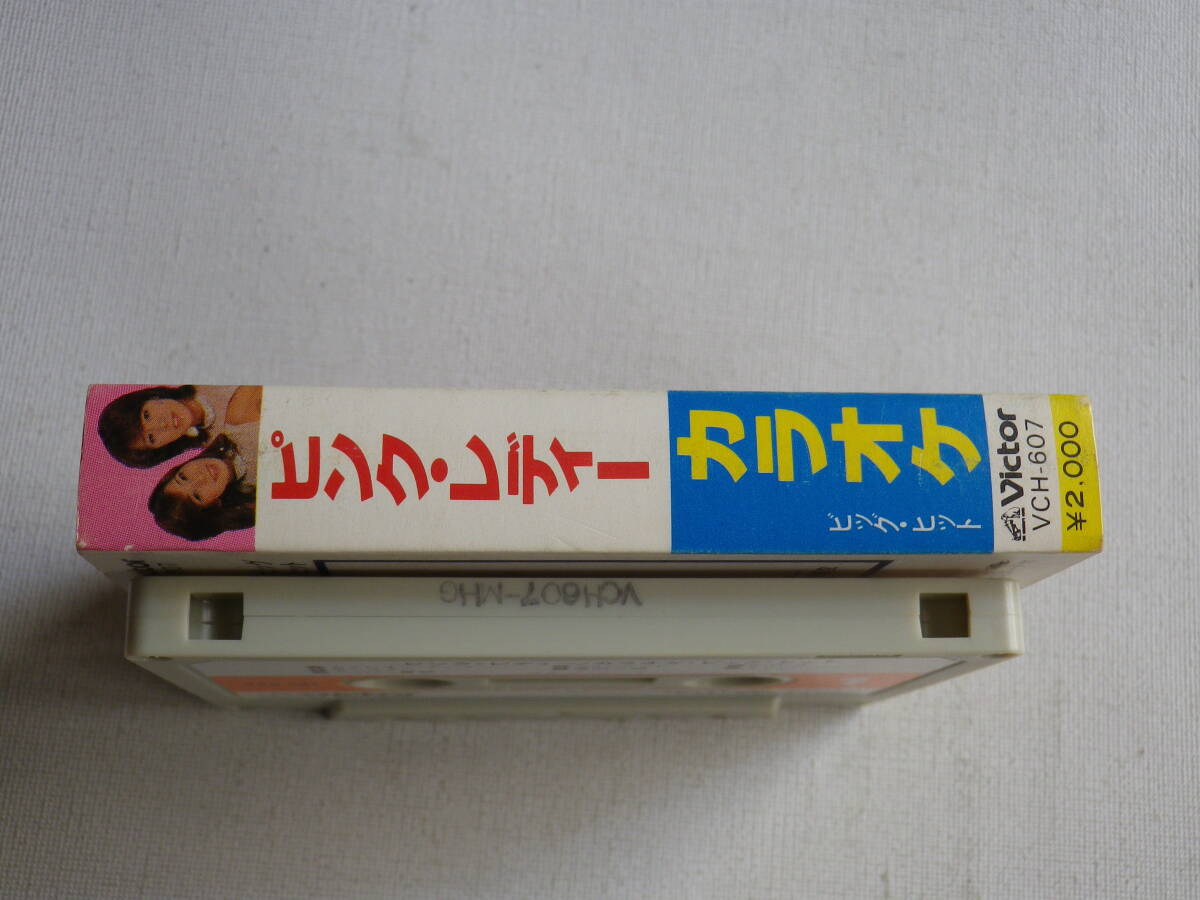 ピンク・レディー
カラオケ
ビッグ・ヒット
Victor
VCH-607
¥2,000
VCH607-MHG